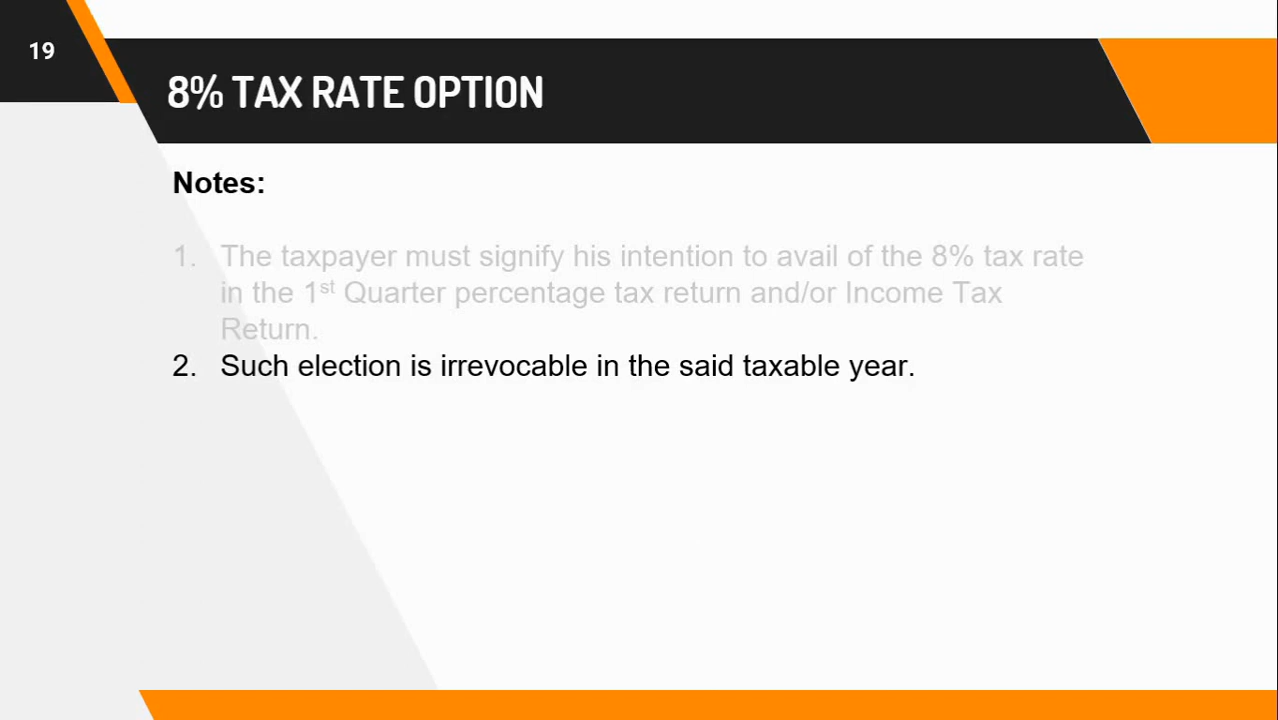 19
8% TAX RATE OPTION
Notes:
1. The taxpayer must signify his intention to avail of the 8% tax rate
in the 1st Quarter percentage tax return and/or Income Tax
Return.
2. Such election is irrevocable in the said taxable year.